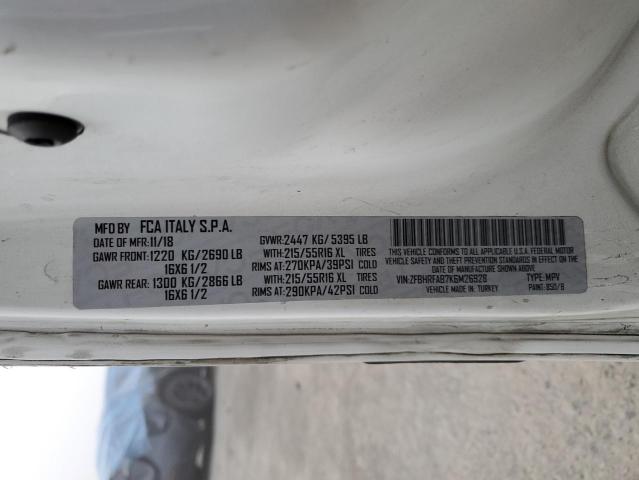 MFD BY FCA ITALY S.P.A.
DATE OF MFR: 11/18 GVWR: 2447 KG/ 5395 LB
GAWR FRONT: 1220 KG/2690 LB WITH: 215/55R16 XL TIRES
16X6 1/2 RIMS AT: 270KPA/39PSI COLD
GAWR REAR: 1300 KG/2866 LB WITH: 215/55R16 XL TIRES
16X6 1/2 RIMS AT: 290KPA/42PSI COLD
THIS VEHICLE CONFORMS TO ALL APPLICABLE U.S.A. FEDERAL MOTOR
VEHICLE SAFETY, BUMPER AND THEFT PREVENTION STANDARDS IN
EFFECT ON THE DATE OF MANUFACTURE SHOWN ABOVE
VIN: ZFBHRFAB7K6M26928 TYPE: MPV
VEHICLE MADE IN: TURKEY PAINT: 850/B